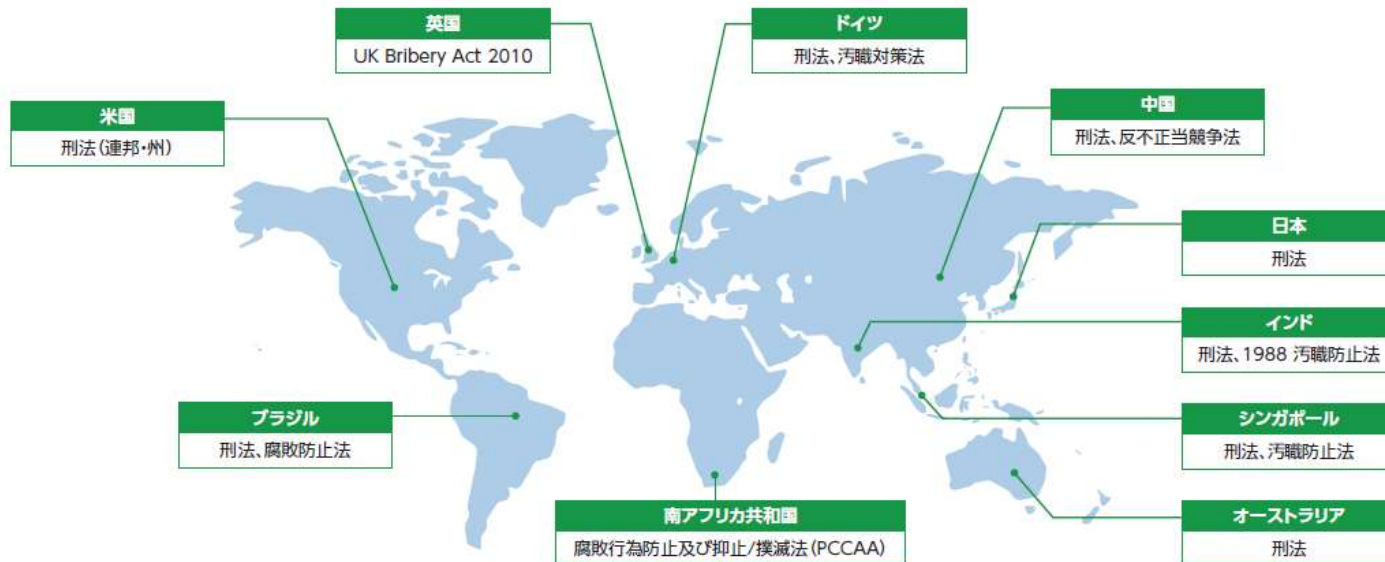 英国
UK Bribery Act 2010
ドイツ
刑法、汚職対策法
米国
刑法(連邦・州)
中国
刑法、反不正当競争法
日本
刑法
インド
刑法、1988 汚職防止法
ブラジル
刑法、腐敗防止法
シンガポール
刑法、汚職防止法
南アフリカ共和国
腐敗行為防止及び抑止/撲滅法(PCCAA)
オーストラリア
刑法